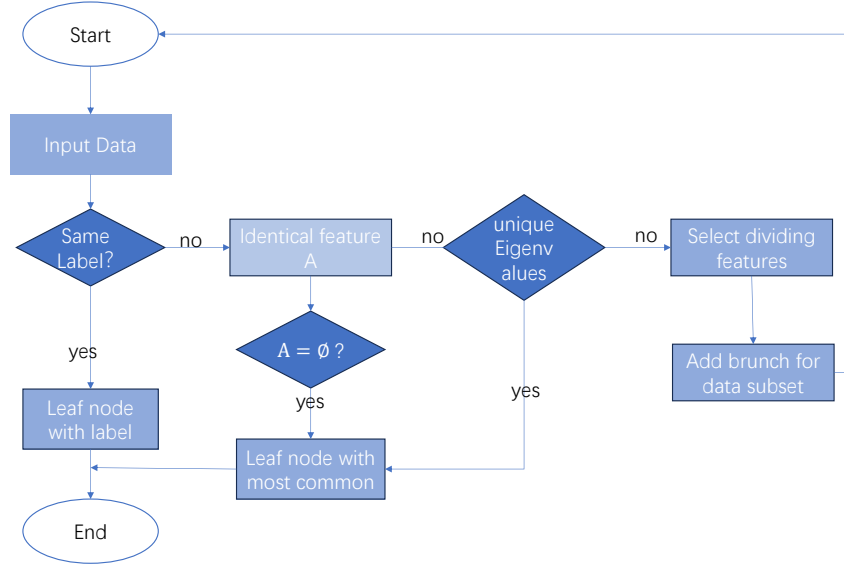 Start
Input Data
Same
Label?
no
Identical feature
A
no
unique
Eigenv
alues
no
Select dividing
features
A = ∅ ?
yes
yes
yes
Add brunch for
data subset
Leaf node
with label
Leaf node with
most common
End